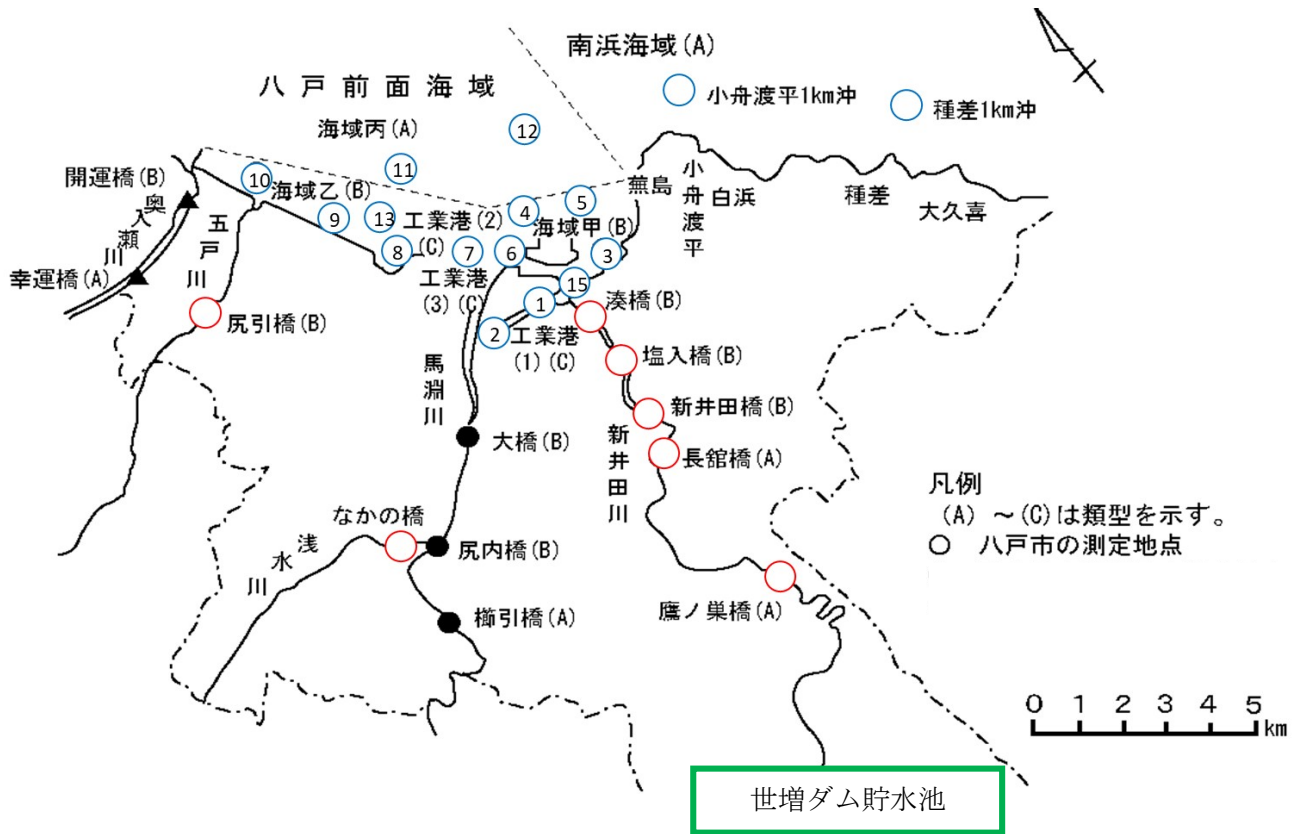 南浜海域(A)
八戸前面海域
小舟渡平1km沖
種差1km沖
海域丙(A)
12
11
開運橋(B)
奥入瀬川
10
海域乙(B)
蕪島
小舟渡平
白浜
種差
大久喜
五戸川
9
13
工業港(2)
(C)
4
5
海域甲(B)
8
7
6
3
幸運橋(A)
工業港
(3)(C)
15
1
湊橋(B)
尻引橋(B)
2
工業港
(1)(C)
塩入橋(B)
馬淵川
新井田橋(B)
大橋(B)
新井田川
長舘橋(A)
凡例
(A) ~(C)は類型を示す。
八戸市の測定地点
なかの橋
浅水川
尻内橋(B)
鷹ノ巣橋(A)
櫛引橋(A)
0 1 2 3 4 5
km
世増ダム貯水池